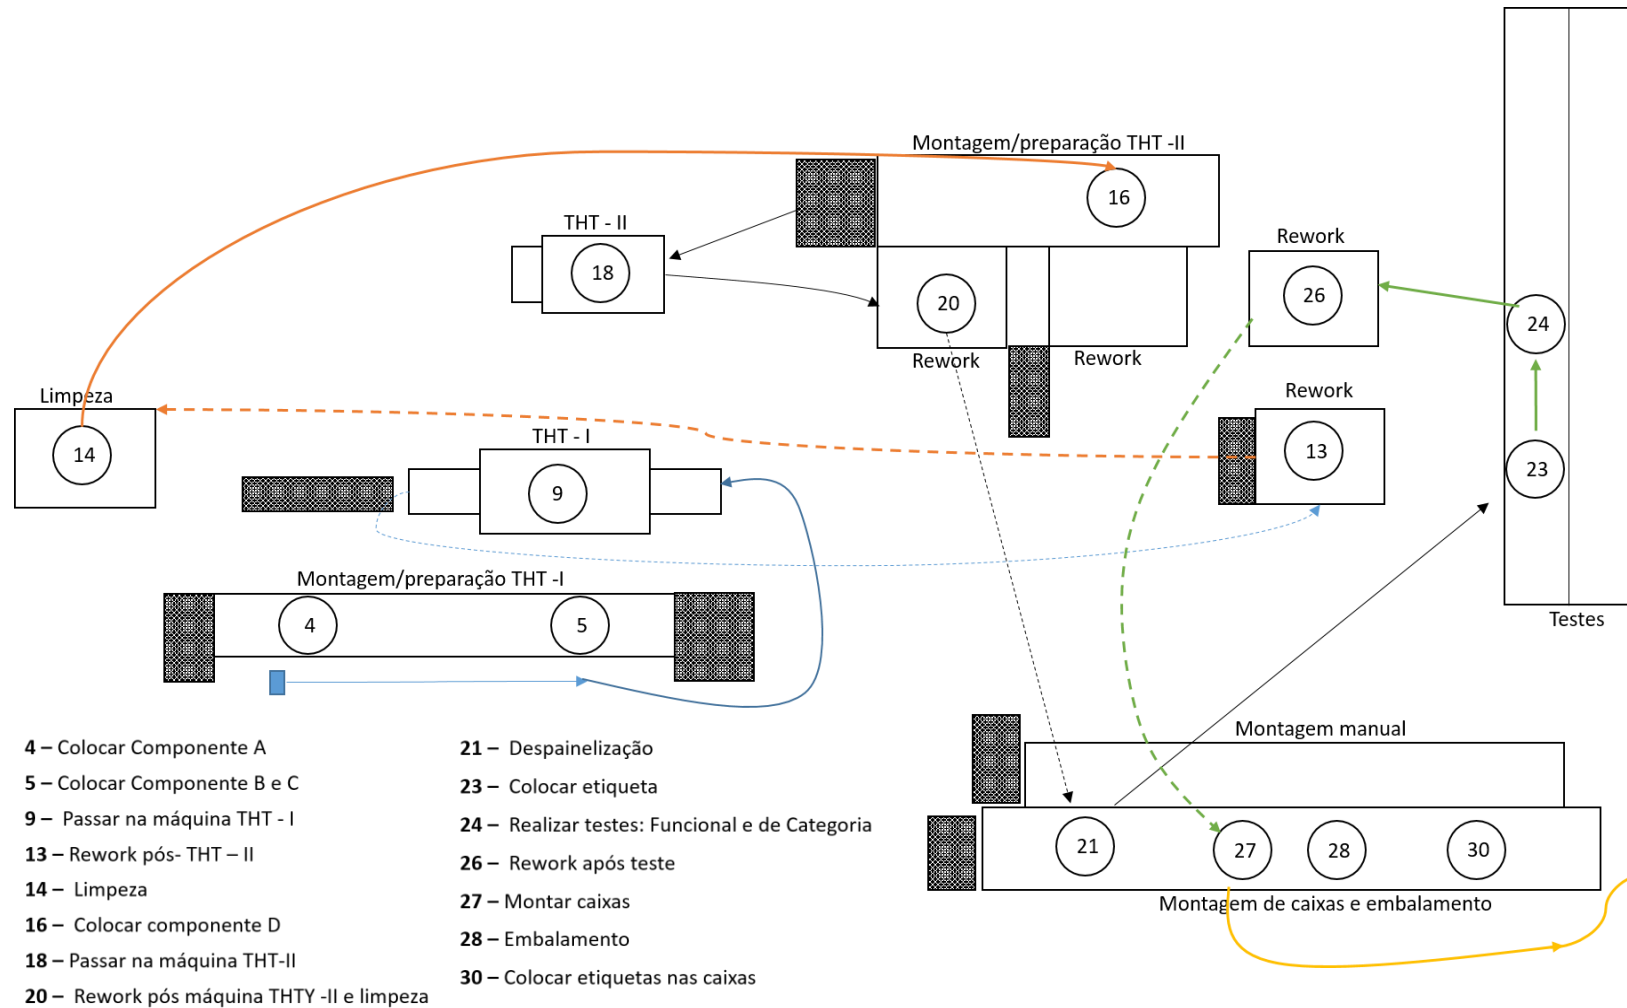 Montagem/preparação THT -II
16
THT - II
18
Rework
26
20
24
Rework
Rework
Limpeza
14
Rework
13
THT - I
9
23
Montagem/preparação THT -I
4
5
Testes
Montagem manual
21
27
28
30
Montagem de caixas e embalamento
4 – Colocar Componente A
5 – Colocar Componente B e C
9 – Passar na máquina THT - I
13 – Rework pós- THT – II
14 – Limpeza
16 – Colocar componente D
18 – Passar na máquina THT-II
20 – Rework pós máquina THTY -II e limpeza
21 – Despainelização
23 – Colocar etiqueta
24 – Realizar testes: Funcional e de Categoria
26 – Rework após teste
27 – Montar caixas
28 – Embalamento
30 – Colocar etiquetas nas caixas